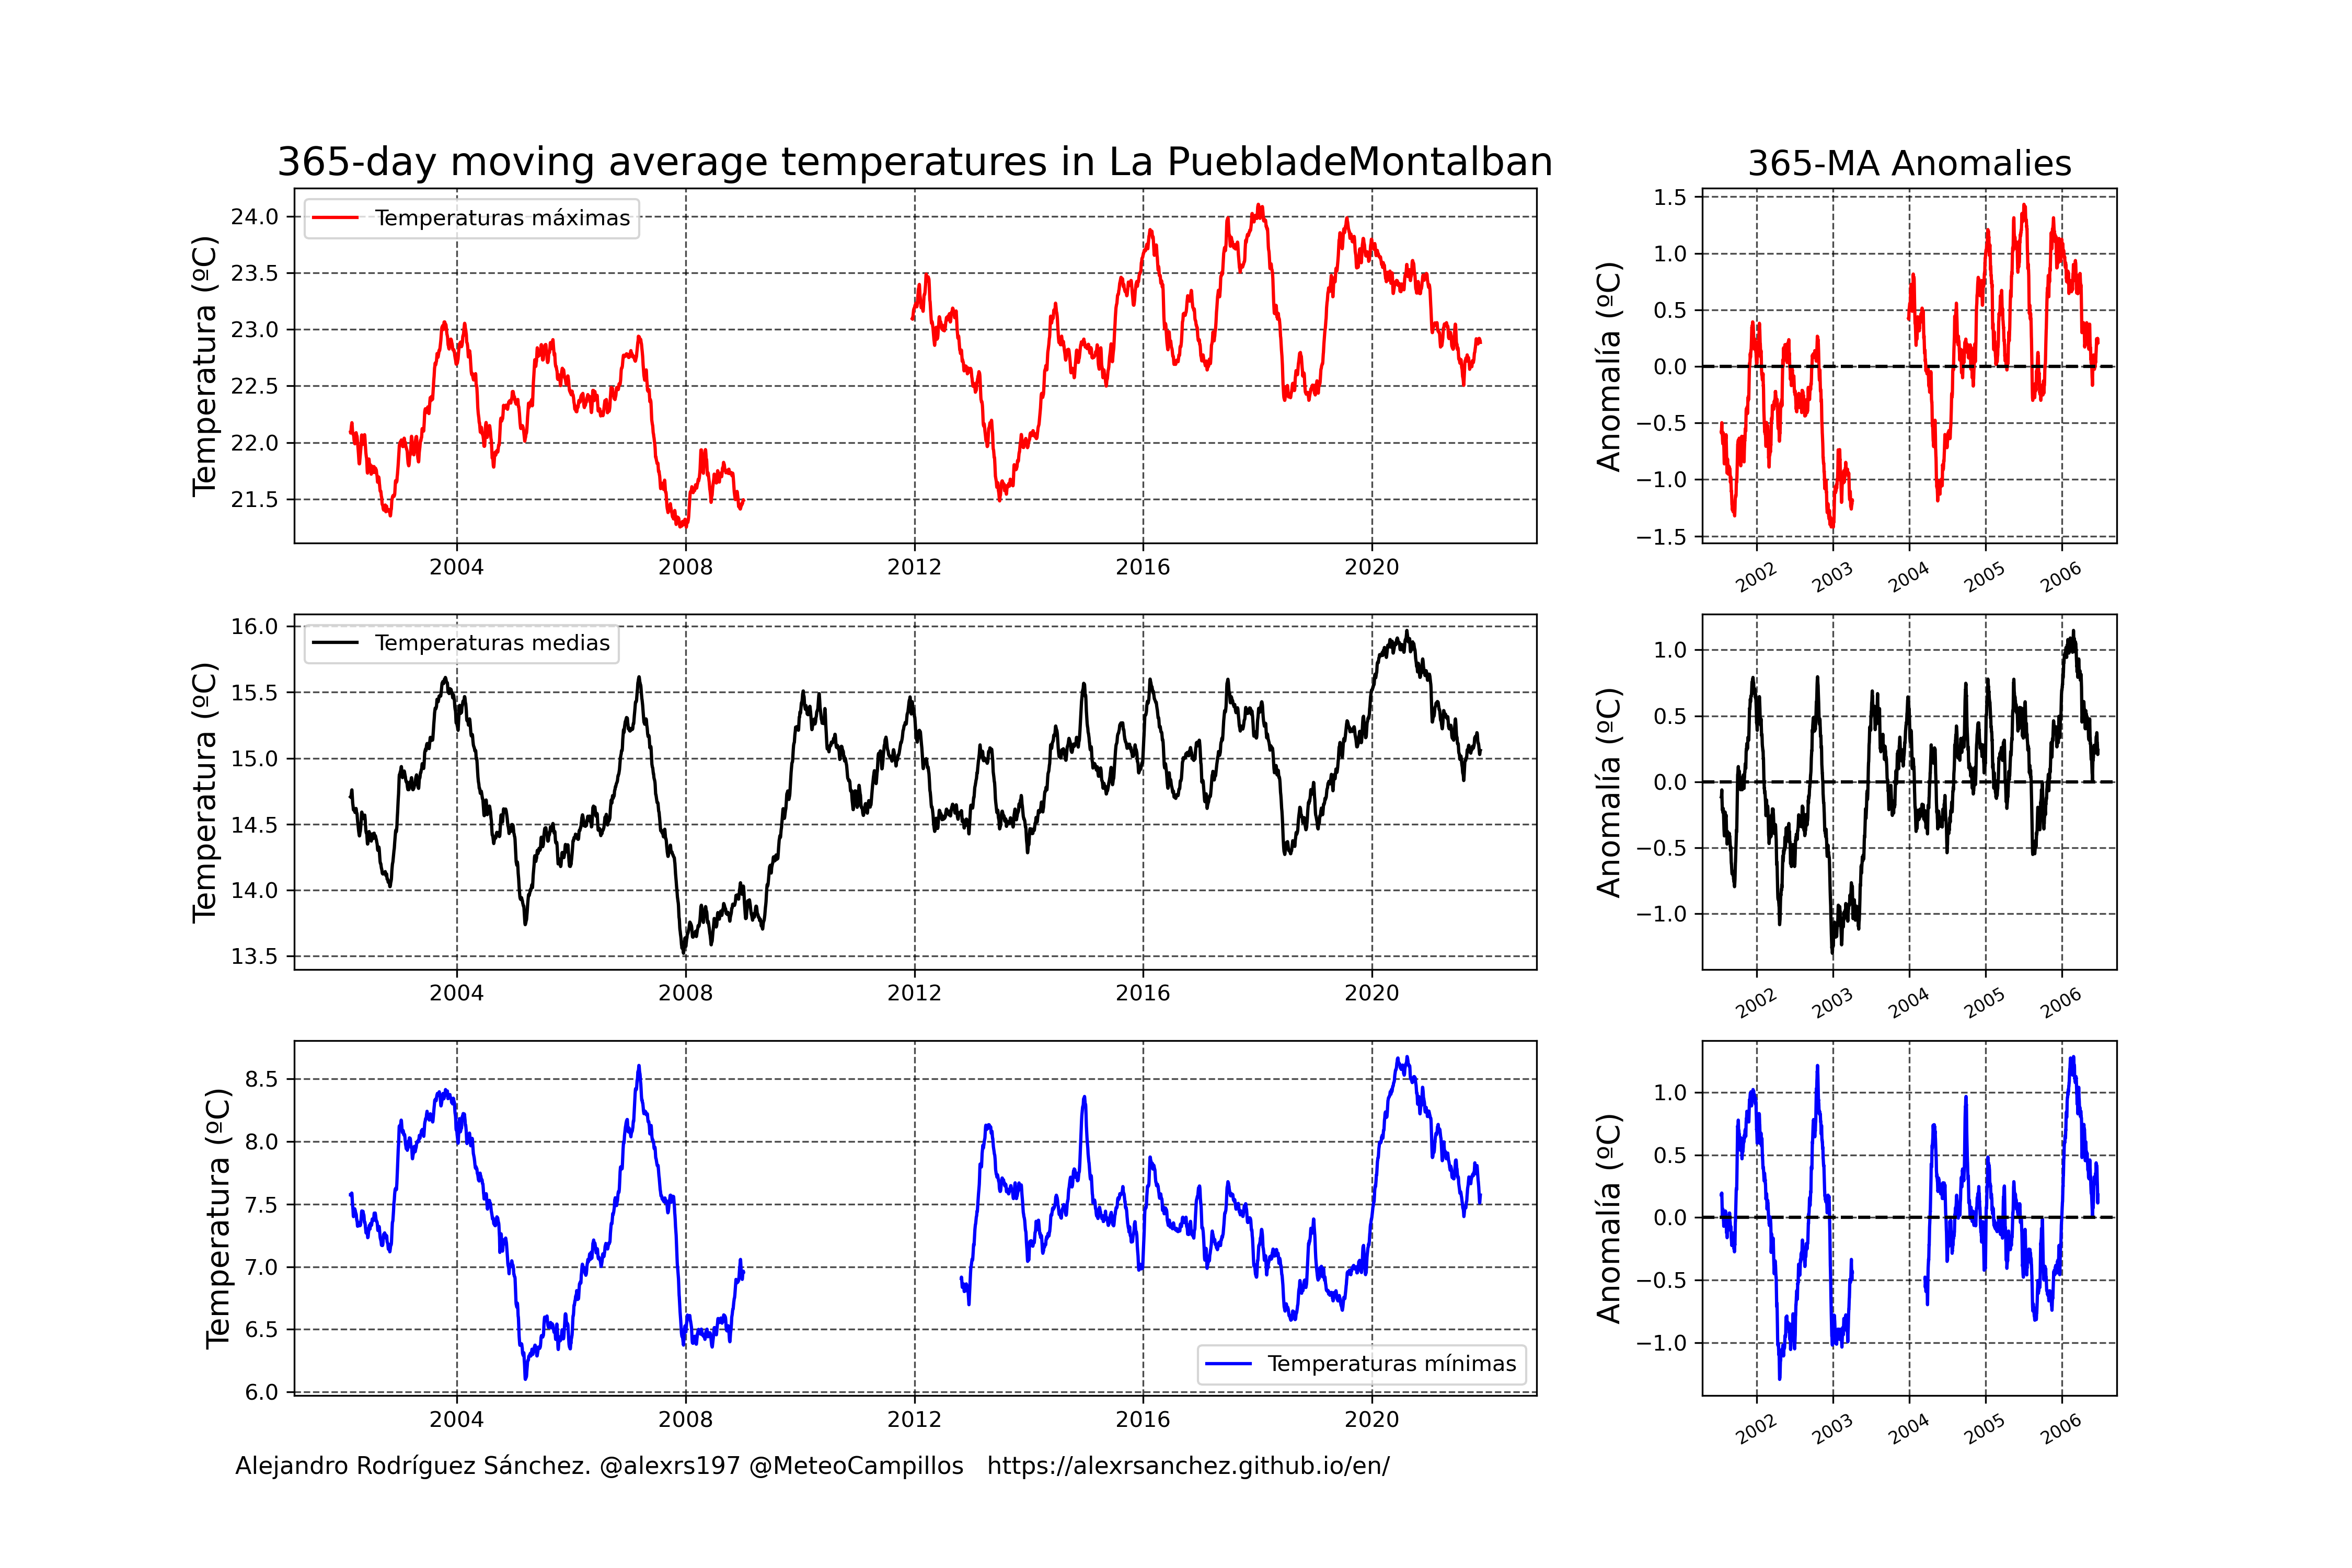 365-day moving average temperatures in La PuebladeMontalban
365-MA Anomalies
Temperatura (ºC)
24.0
23.5
23.0
22.5
22.0
21.5
Temperaturas máximas
2004 2008 2012 2016 2020
Anomalía (ºC)
1.5
1.0
0.5
0.0
−0.5
−1.0
−1.5
2002 2003 2004 2005 2006
Temperatura (ºC)
16.0
15.5
15.0
14.5
14.0
13.5
Temperaturas medias
2004 2008 2012 2016 2020
Anomalía (ºC)
1.0
0.5
0.0
−0.5
−1.0
2002 2003 2004 2005 2006
Temperatura (ºC)
8.5
8.0
7.5
7.0
6.5
6.0
Temperaturas mínimas
2004 2008 2012 2016 2020
Anomalía (ºC)
1.0
0.5
0.0
−0.5
−1.0
2002 2003 2004 2005 2006
Alejandro Rodríguez Sánchez. @alexrs197 @MeteoCampillos https://alexrsanchez.github.io/en/